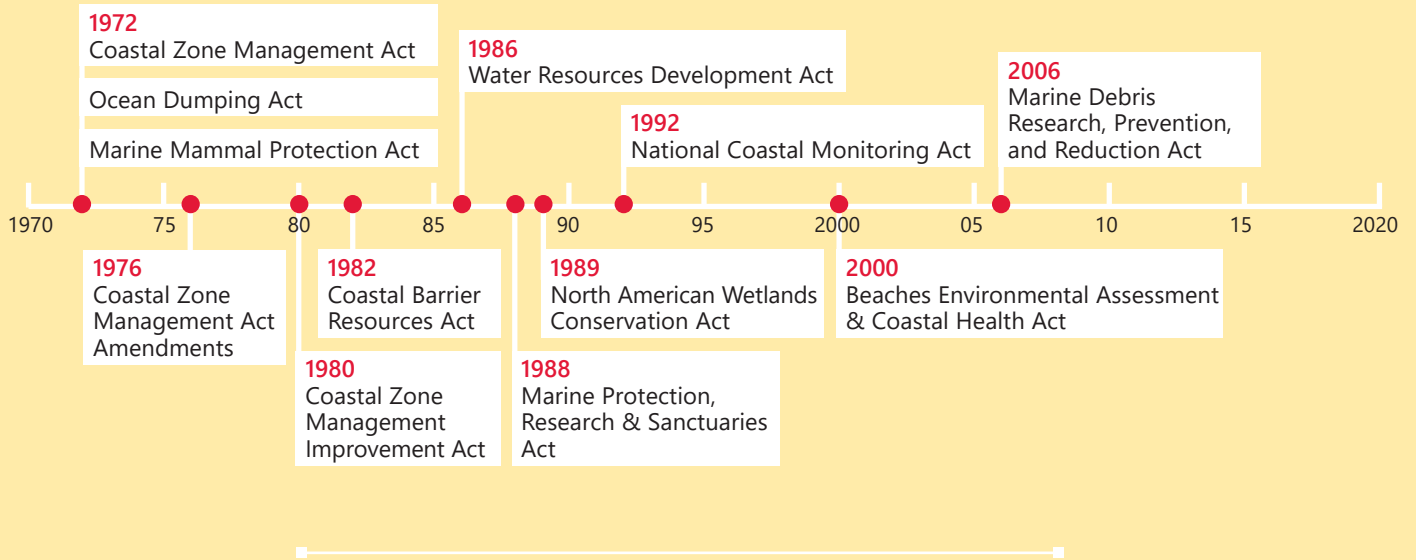 1972
Coastal Zone Management Act
Ocean Dumping Act
Marine Mammal Protection Act
1986
Water Resources Development Act
1992
National Coastal Monitoring Act
2006
Marine Debris
Research, Prevention,
and Reduction Act
1970 75 80 85 90 95 2000 05 10 15 2020
1976
Coastal Zone
Management Act
Amendments
1980
Coastal Zone
Management
Improvement Act
1982
Coastal Barrier
Resources Act
1988
Marine Protection,
Research & Sanctuaries
Act
1989
North American Wetlands
Conservation Act
2000
Beaches Environmental Assessment
& Coastal Health Act